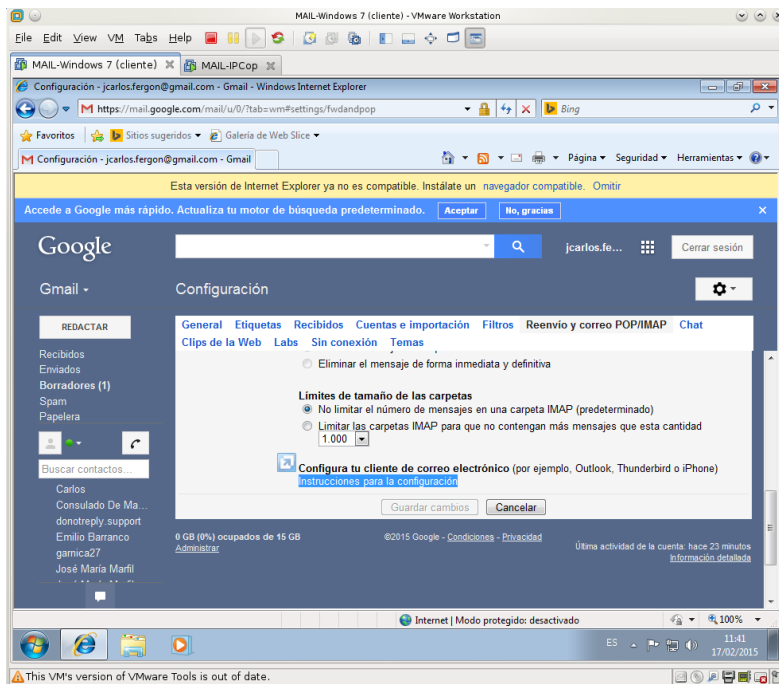 MAIL-Windows 7 (cliente) - VMware Workstation
File Edit View VM Tabs Help
MAIL-Windows 7 (cliente) MAIL-IPCop
Configuración - jcarlos.fergon@gmail.com - Gmail - Windows Internet Explorer
https://mail.google.com/mail/u/0/?tab=wm#settings/fwdandpop Bing
Favoritos Sitios sugeridos Galería de Web Slice
Configuración - jcarlos.fergon@gmail.com - Gmail Página Seguridad Herramientas
Esta versión de Internet Explorer ya no es compatible. Instálate un navegador compatible. Omitir
Accede a Google más rápido. Actualiza tu motor de búsqueda predeterminado. Aceptar No, gracias
Google jcarlos.fe... Cerrar sesión
Gmail Configuración
REDACTAR
General Etiquetas Recibidos Cuentas e importación Filtros Reenvío y correo POP/IMAP Chat
Clips de la Web Labs Sin conexión Temas
Recibidos
Enviados
Borradores (1)
Spam
Papelera
Buscar contactos...
Carlos
Consulado De Ma...
donotreply.support
Emilio Barranco
gamica27
José María Marfil
Eliminar el mensaje de forma inmediata y definitiva
Límites de tamaño de las carpetas
No limitar el número de mensajes en una carpeta IMAP (predeterminado)
Limitar las carpetas IMAP para que no contengan más mensajes que esta cantidad
1.000
Configura tu cliente de correo electrónico (por ejemplo, Outlook, Thunderbird o iPhone)
Instrucciones para la configuración
Guardar cambios Cancelar
0 GB (0%) ocupados de 15 GB
Administrar
©2015 Google - Condiciones - Privacidad
Última actividad de la cuenta: hace 23 minutos
Información detallada
Internet | Modo protegido: desactivado 100%
ES 11:41
17/02/2015
This VM's version of VMware Tools is out of date.